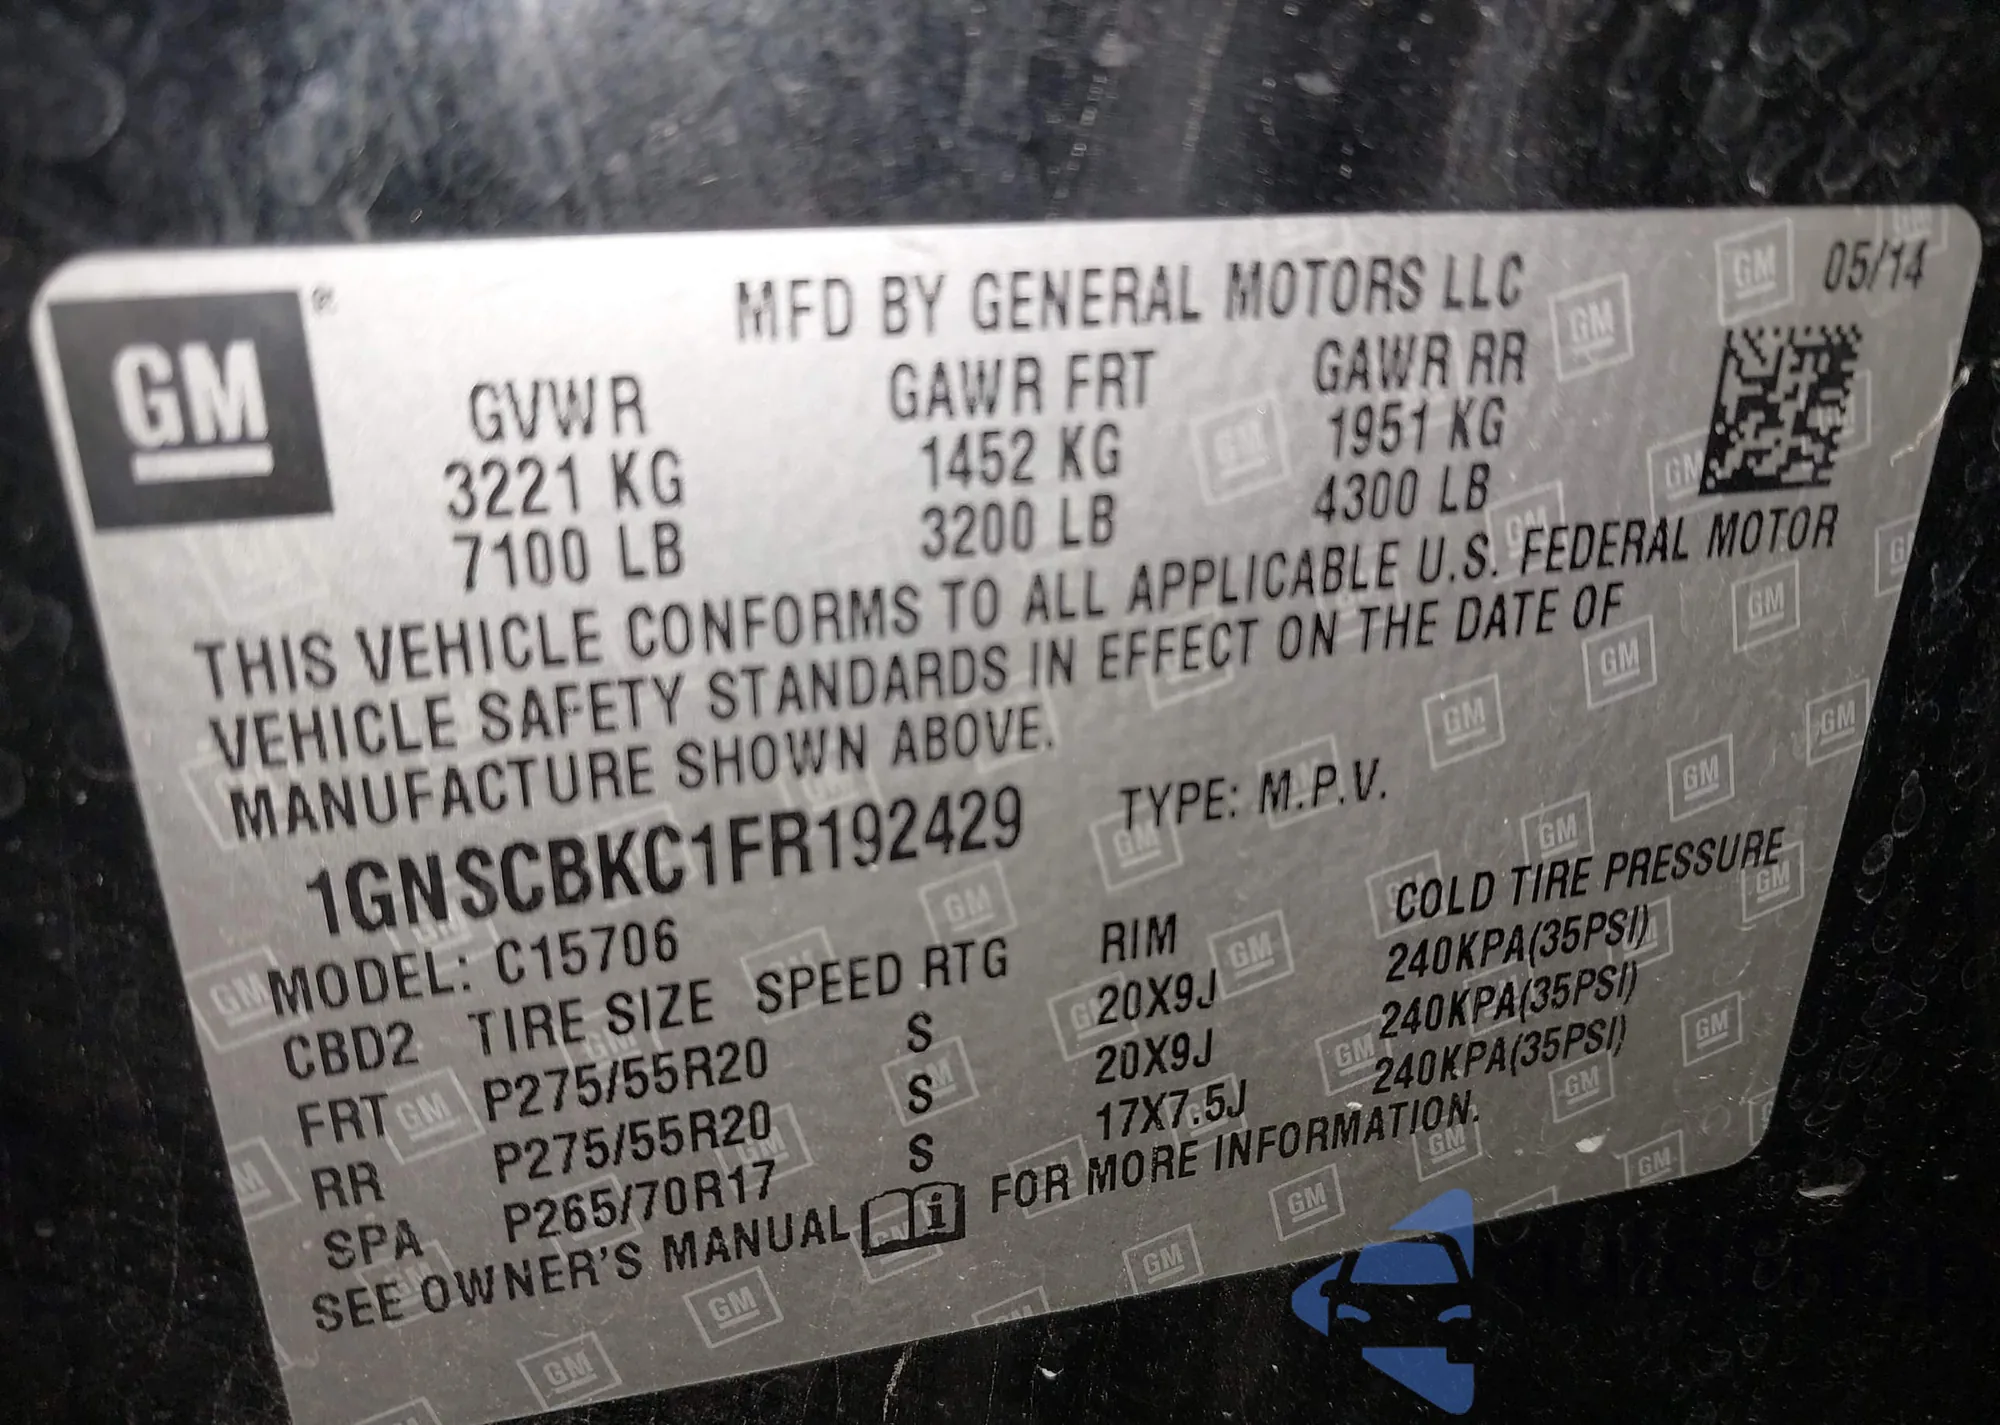 GM ®
MFD BY GENERAL MOTORS LLC 05/14
GVWR GAWR FRT GAWR RR
3221 KG 1452 KG 1951 KG
7100 LB 3200 LB 4300 LB
THIS VEHICLE CONFORMS TO ALL APPLICABLE U.S. FEDERAL MOTOR
VEHICLE SAFETY STANDARDS IN EFFECT ON THE DATE OF
MANUFACTURE SHOWN ABOVE.
1GNSCBKC1FR192429 TYPE: M.P.V.
MODEL: C15706
CBD2 TIRE SIZE SPEED RTG RIM COLD TIRE PRESSURE
FRT P275/55R20 S 20X9J 240KPA(35PSI)
RR P275/55R20 S 20X9J 240KPA(35PSI)
SPA P265/70R17 S 17X7.5J 240KPA(35PSI)
SEE OWNER'S MANUAL FOR MORE INFORMATION.